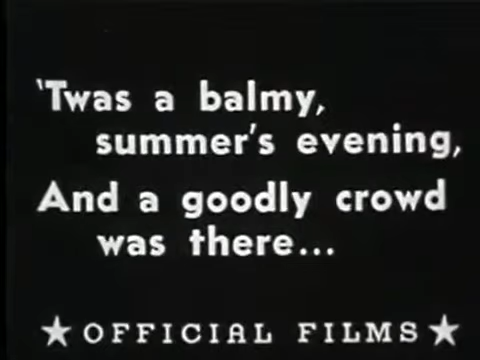 'Twas a balmy,
summer's evening,
And a goodly crowd
was there...
★ OFFICIAL FILMS ★